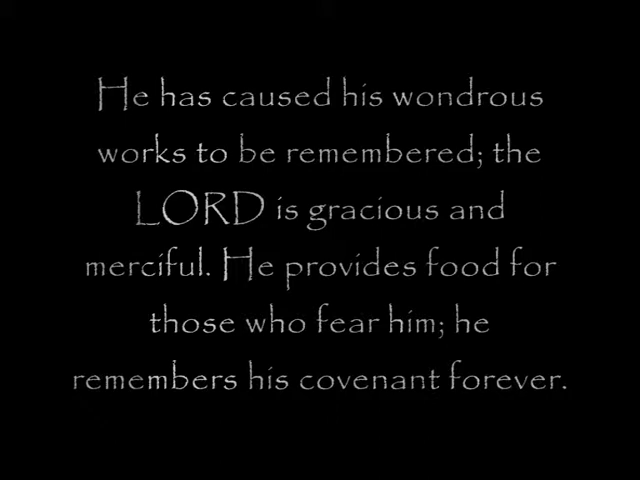 He has caused his wondrous
works to be remembered; the
LORD is gracious and
merciful. He provides food for
those who fear him; he
remembers his covenant forever.